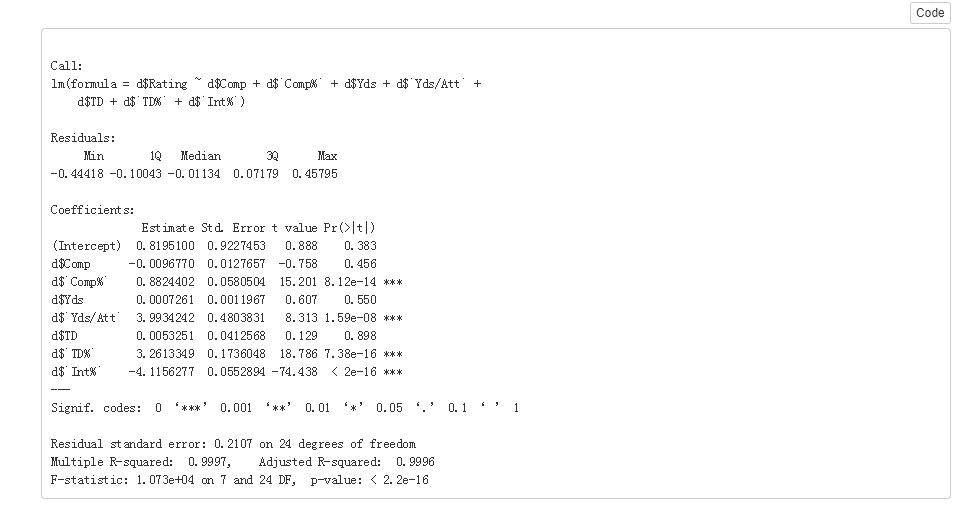 Code
Call:
lm(formula = d$Rating ~ d$Comp + d$`Comp%` + d$Yds + d$`Yds/Att` +
d$TD + d$`TD%` + d$`Int%`)
Residuals:
Min 1Q Median 3Q Max
-0.44418 -0.10043 -0.01134 0.07179 0.45795
Coefficients:
Estimate Std. Error t value Pr(>|t|)
(Intercept) 0.8195100 0.9227453 0.888 0.383
d$Comp -0.0096770 0.0127657 -0.758 0.456
d$`Comp%` 0.8824402 0.0580504 15.201 8.12e-14 ***
d$Yds 0.0007261 0.0011967 0.607 0.550
d$`Yds/Att` 3.9934242 0.4803831 8.313 1.59e-08 ***
d$TD 0.0053251 0.0412568 0.129 0.898
d$`TD%` 3.2613349 0.1736048 18.786 7.38e-16 ***
d$`Int%` -4.1156277 0.0552894 -74.438 < 2e-16 ***
---
Signif. codes: 0 ‘***’ 0.001 ‘**’ 0.01 ‘*’ 0.05 ‘.’ 0.1 ‘ ’ 1
Residual standard error: 0.2107 on 24 degrees of freedom
Multiple R-squared: 0.9997, Adjusted R-squared: 0.9996
F-statistic: 1.073e+04 on 7 and 24 DF, p-value: < 2.2e-16